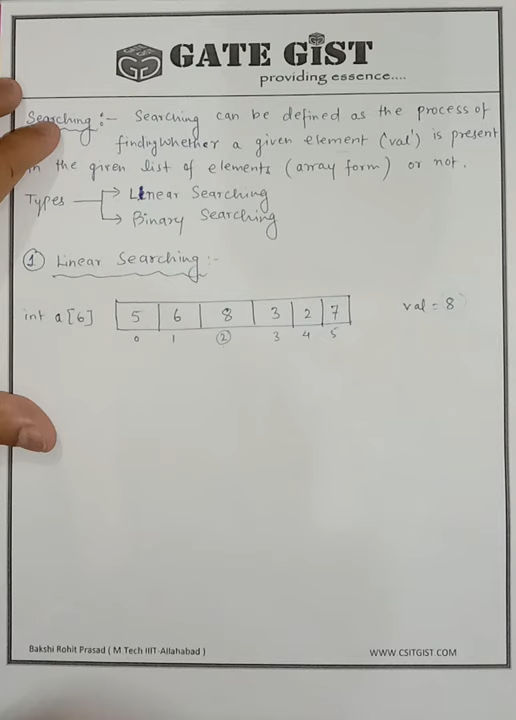 GATE GIST
providing essence....
Searching :- Searching can be defined as the process of
finding whether a given element ('val') is present
in the given list of elements (array form) or not.
Types → Linear Searching
→ Binary Searching
① Linear Searching :-
int a[6] 5 6 8 3 2 7 val = 8
0 1 ② 3 4 5
Bakshi Rohit Prasad ( M Tech IIIT-Allahabad ) WWW.CSITGIST.COM